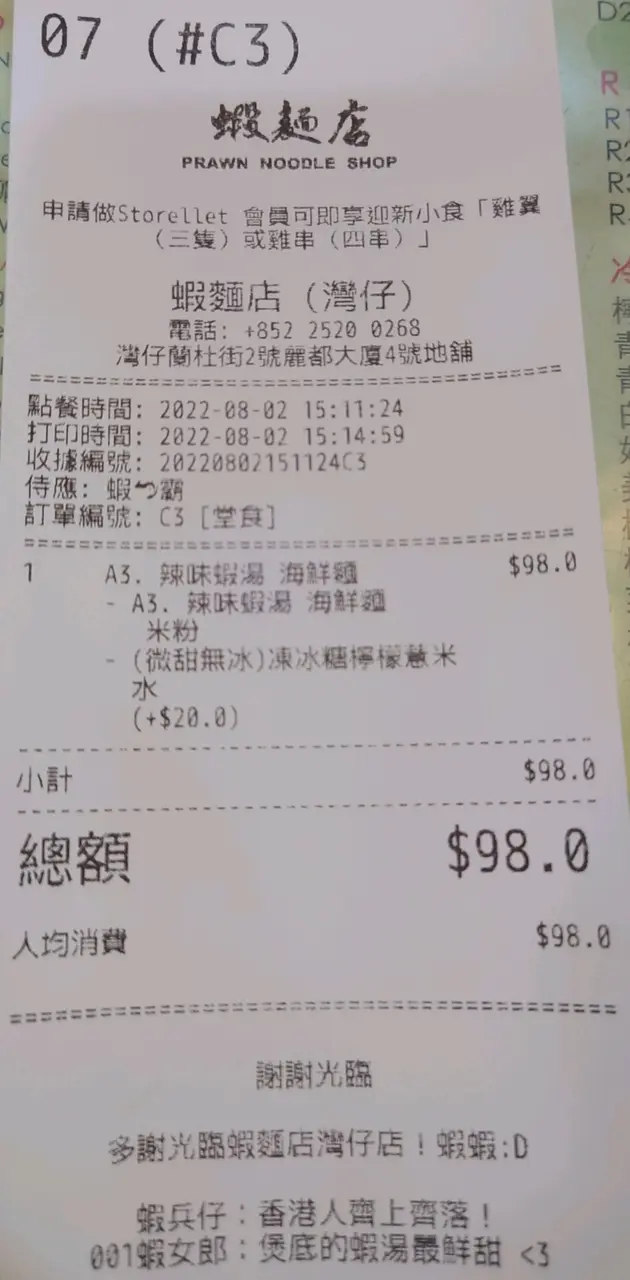 07 (#C3)
蝦麵店
PRAWN NOODLE SHOP
申請做Storellet 會員可即享迎新小食「雞翼
（三隻）或雞串（四串）」
蝦麵店 (灣仔)
電話: +852 2520 0268
灣仔蘭杜街2號麗都大廈4號地舖
點餐時間: 2022-08-02 15:11:24
打印時間: 2022-08-02 15:14:59
收據編號: 20220802151124C3
侍應: 蝦つ霸
訂單編號: C3 [堂食]
1 A3. 辣味蝦湯 海鮮麵 $98.0
- A3. 辣味蝦湯 海鮮麵
米粉
- (微甜無冰)凍冰糖檸檬薏米
水
(+$20.0)
小計 $98.0
總額 $98.0
人均消費 $98.0
謝謝光臨
多謝光臨蝦麵店灣仔店！蝦蝦:D
蝦兵仔：香港人齊上齊落！
001蝦女郎：煲底的蝦湯最鮮甜 <3